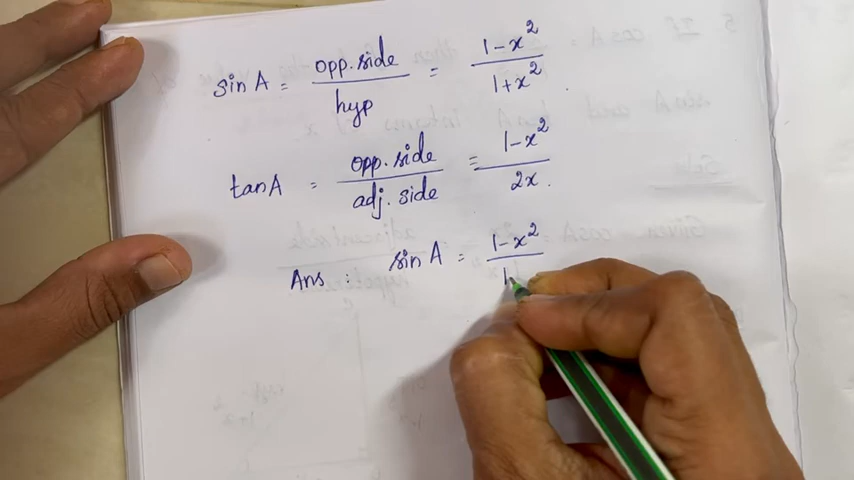 sin A = opp. side / hyp = 1-x² / 1+x² .
tan A = opp. side / adj. side = 1-x² / 2x .
Ans : sin A = 1-x² / 1